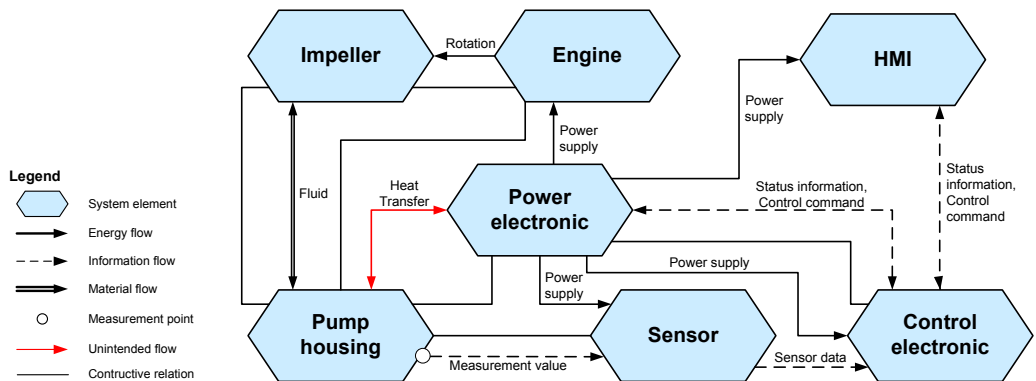 Impeller
Rotation
Engine
HMI
Power
supply
Power
supply
Legend
System element
Energy flow
Information flow
Material flow
Measurement point
Unintended flow
Contructive relation
Fluid
Heat
Transfer
Power
electronic
Status information,
Control command
Status
information,
Control
command
Power
supply
Power supply
Pump
housing
Measurement value
Sensor
Sensor data
Control
electronic